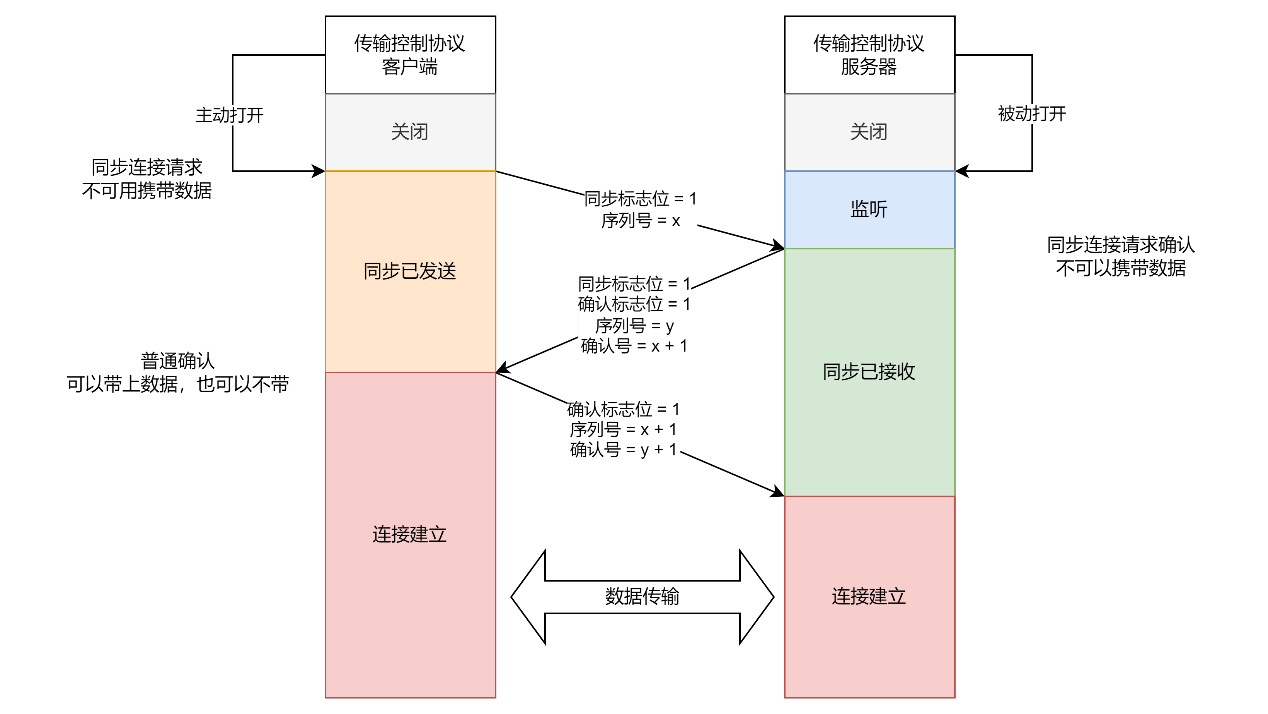 传输控制协议
客户端
传输控制协议
服务器
主动打开
被动打开
关闭
关闭
同步连接请求
不可用携带数据
同步标志位 = 1
序列号 = x
监听
同步连接请求确认
不可以携带数据
同步已发送
同步标志位 = 1
确认标志位 = 1
序列号 = y
确认号 = x + 1
普通确认
可以带上数据，也可以不带
同步已接收
确认标志位 = 1
序列号 = x + 1
确认号 = y + 1
连接建立
数据传输
连接建立